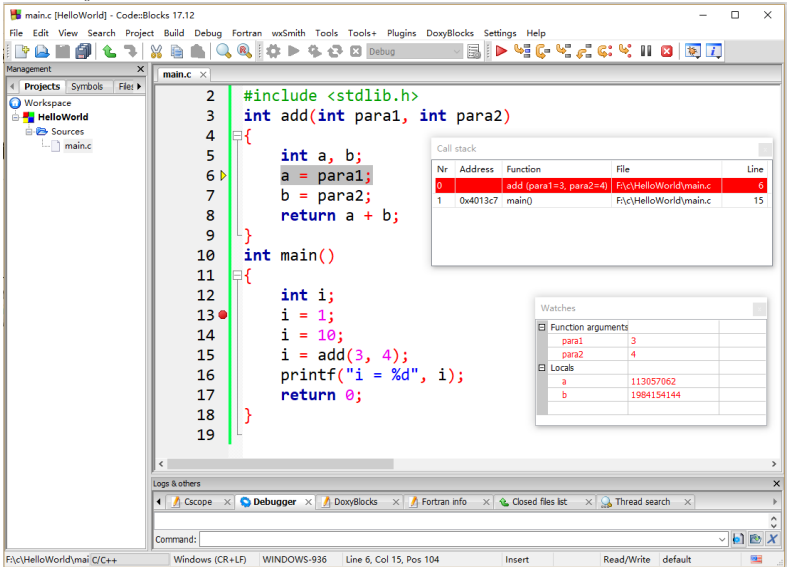 main.c [HelloWorld] - Code::Blocks 17.12
File Edit View Search Project Build Debug Fortran wxSmith Tools Tools+ Plugins DoxyBlocks Settings Help
Debug
Management
Projects Symbols Files
Workspace
HelloWorld
Sources
main.c
main.c
2 #include <stdlib.h>
3 int add(int para1, int para2)
4 {
5 int a, b;
6 a = para1;
7 b = para2;
8 return a + b;
9 }
10 int main()
11 {
12 int i;
13 i = 1;
14 i = 10;
15 i = add(3, 4);
16 printf("i = %d", i);
17 return 0;
18 }
19
Call stack
Nr Address Function File Line
0 add (para1=3, para2=4) F:\c\HelloWorld\main.c 6
1 0x4013c7 main() F:\c\HelloWorld\main.c 15
Watches
Function arguments
para1 3
para2 4
Locals
a 113057062
b 1984154144
Logs & others
Cscope Debugger DoxyBlocks Fortran info Closed files list Thread search
Command:
F:\c\HelloWorld\mai C/C++ Windows (CR+LF) WINDOWS-936 Line 6, Col 15, Pos 104 Insert Read/Write default